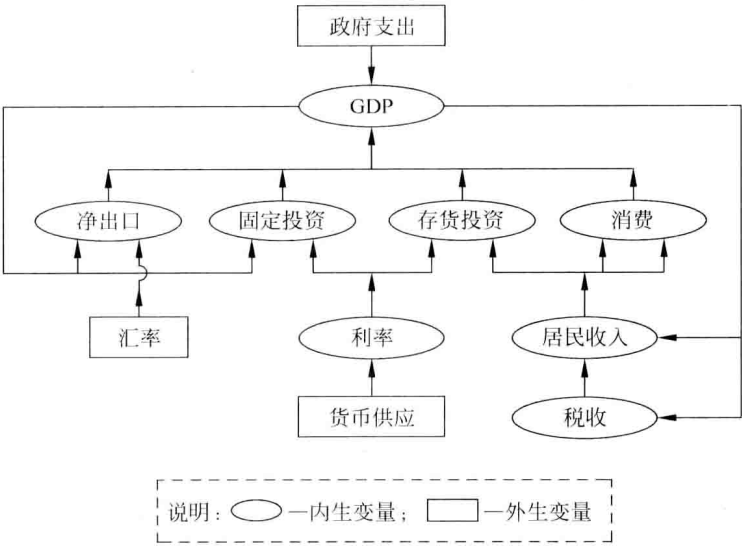 政府支出
GDP
净出口
固定投资
存货投资
消费
汇率
利率
居民收入
货币供应
税收
说明: —内生变量; —外生变量